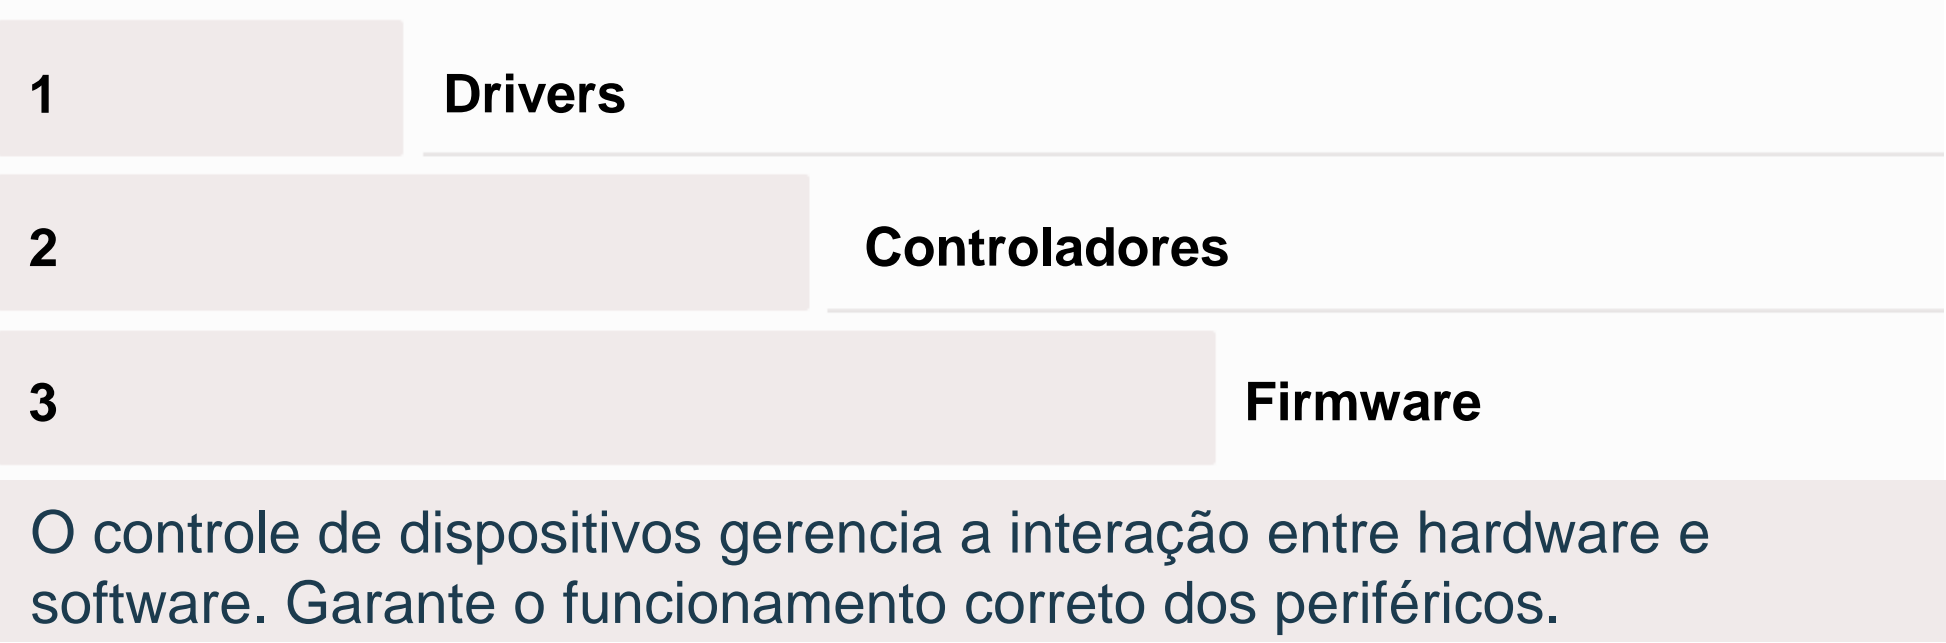 1
Drivers
2
Controladores
3
Firmware
O controle de dispositivos gerencia a interação entre hardware e
software. Garante o funcionamento correto dos periféricos.